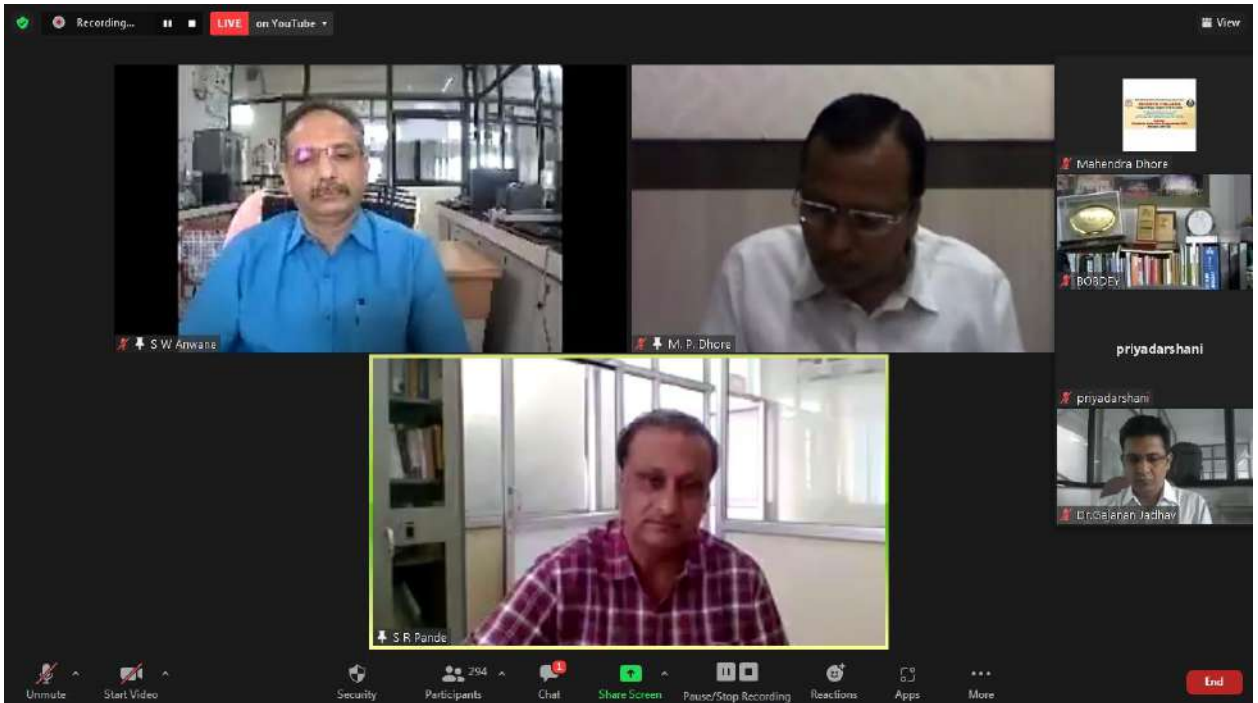 Recording...
LIVE on YouTube
View
S W Anwane
M. P. Dhore
S R Pande
Mahendra Dhore
BOBDEY
priyadarshani
priyadarshani
Dr.Gajanan Jadhav
Unmute
Start Video
Security
294
Participants
1
Chat
Share Screen
Pause/Stop Recording
Reactions
Apps
More
End